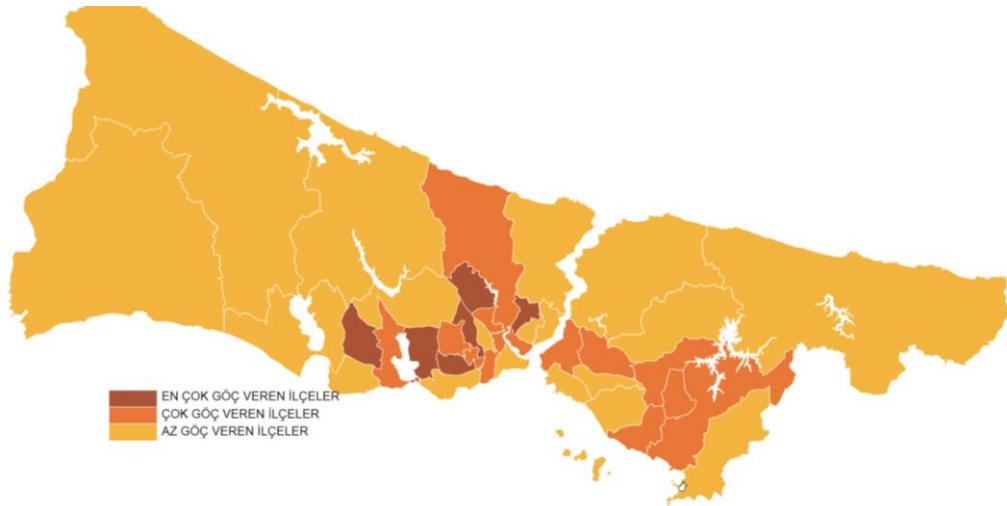 EN ÇOK GÖÇ VEREN İLÇELER
ÇOK GÖÇ VEREN İLÇELER
AZ GÖÇ VEREN İLÇELER